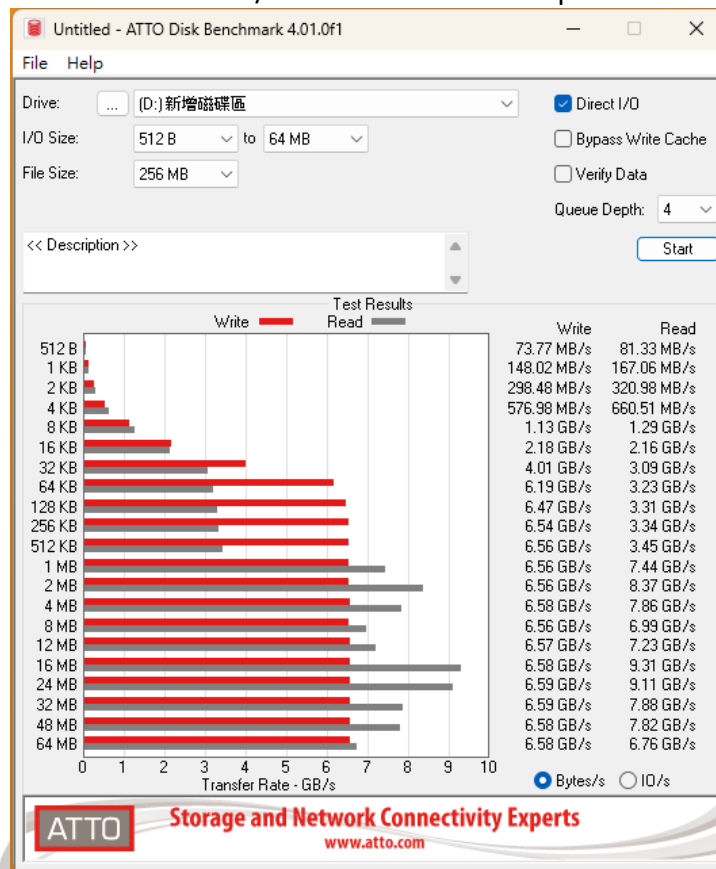 Untitled - ATTO Disk Benchmark 4.01.0f1
File Help
Drive: ... (D:)新增磁碟區 Direct I/O
I/O Size: 512 B to 64 MB Bypass Write Cache
File Size: 256 MB Verify Data
Queue Depth: 4
<< Description >> Start
Test Results
Write Read Write Read
512 B 73.77 MB/s 81.33 MB/s
1 KB 148.02 MB/s 167.06 MB/s
2 KB 298.48 MB/s 320.98 MB/s
4 KB 576.98 MB/s 660.51 MB/s
8 KB 1.13 GB/s 1.29 GB/s
16 KB 2.18 GB/s 2.16 GB/s
32 KB 4.01 GB/s 3.09 GB/s
64 KB 6.19 GB/s 3.23 GB/s
128 KB 6.47 GB/s 3.31 GB/s
256 KB 6.54 GB/s 3.34 GB/s
512 KB 6.56 GB/s 3.45 GB/s
1 MB 6.56 GB/s 7.44 GB/s
2 MB 6.56 GB/s 8.37 GB/s
4 MB 6.58 GB/s 7.86 GB/s
8 MB 6.56 GB/s 6.99 GB/s
12 MB 6.57 GB/s 7.23 GB/s
16 MB 6.58 GB/s 9.31 GB/s
24 MB 6.59 GB/s 9.11 GB/s
32 MB 6.59 GB/s 7.88 GB/s
48 MB 6.58 GB/s 7.82 GB/s
64 MB 6.58 GB/s 6.76 GB/s
0 1 2 3 4 5 6 7 8 9 10
Transfer Rate - GB/s Bytes/s IO/s
ATTO Storage and Network Connectivity Experts
www.atto.com